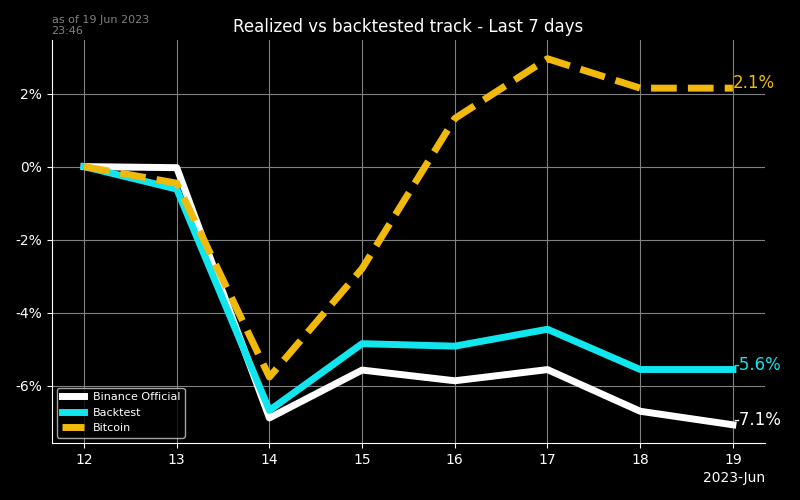 as of 19 Jun 2023
23:46
Realized vs backtested track - Last 7 days
2%
0%
-2%
-4%
-6%
2.1%
-5.6%
-7.1%
Binance Official
Backtest
Bitcoin
12 13 14 15 16 17 18 19
2023-Jun